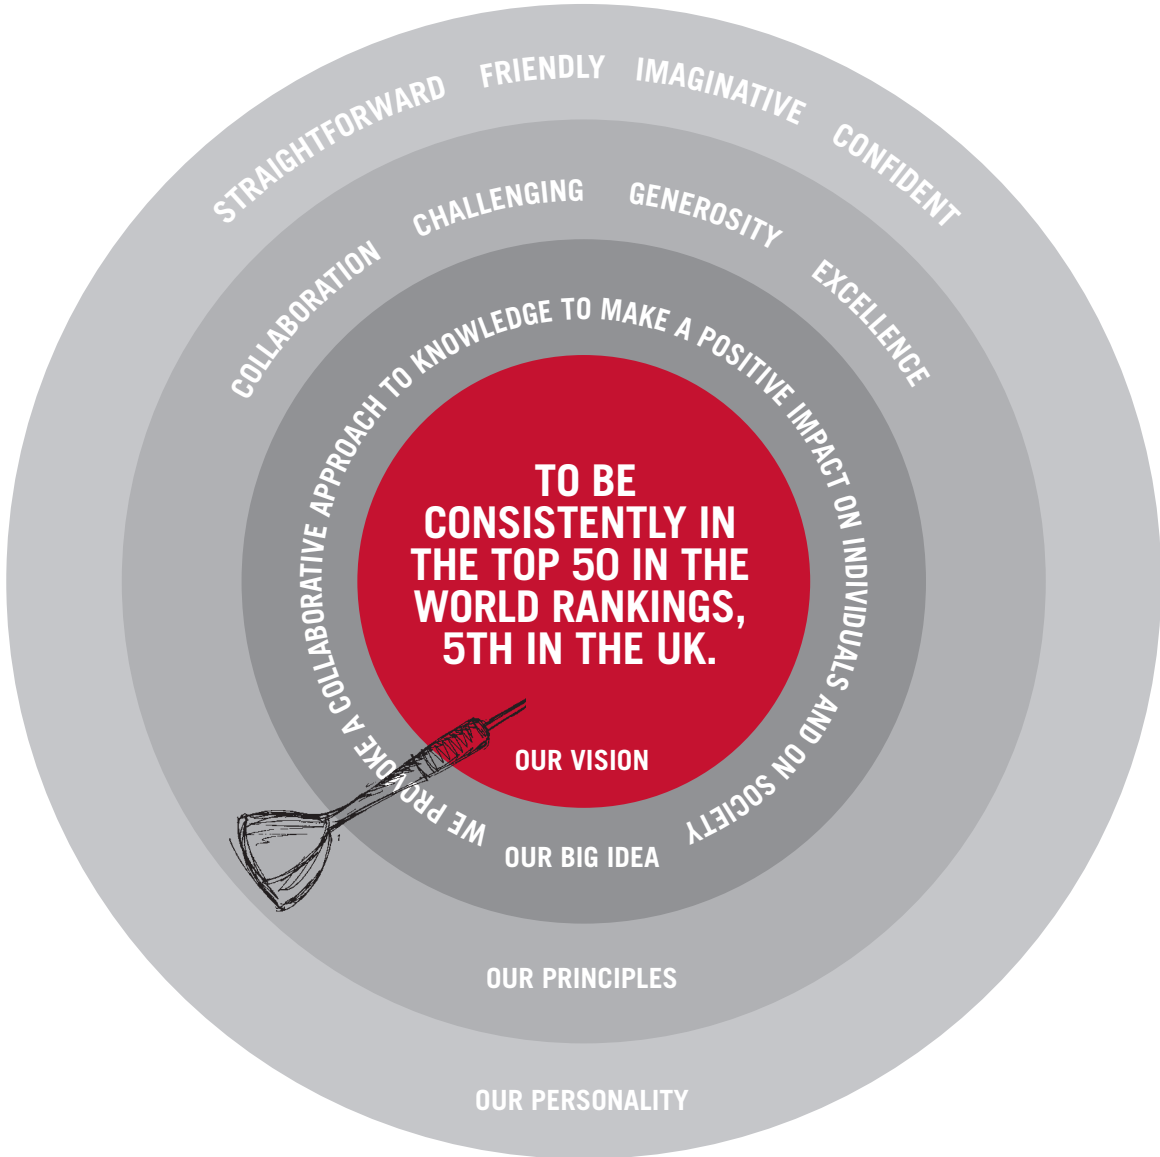 STRAIGHTFORWARD FRIENDLY IMAGINATIVE CONFIDENT
COLLABORATION CHALLENGING GENEROSITY EXCELLENCE
WE PROVOKE A COLLABORATIVE APPROACH TO KNOWLEDGE TO MAKE A POSITIVE IMPACT ON INDIVIDUALS AND ON SOCIETY
TO BE
CONSISTENTLY IN
THE TOP 50 IN THE
WORLD RANKINGS,
5TH IN THE UK.
OUR VISION
OUR BIG IDEA
OUR PRINCIPLES
OUR PERSONALITY